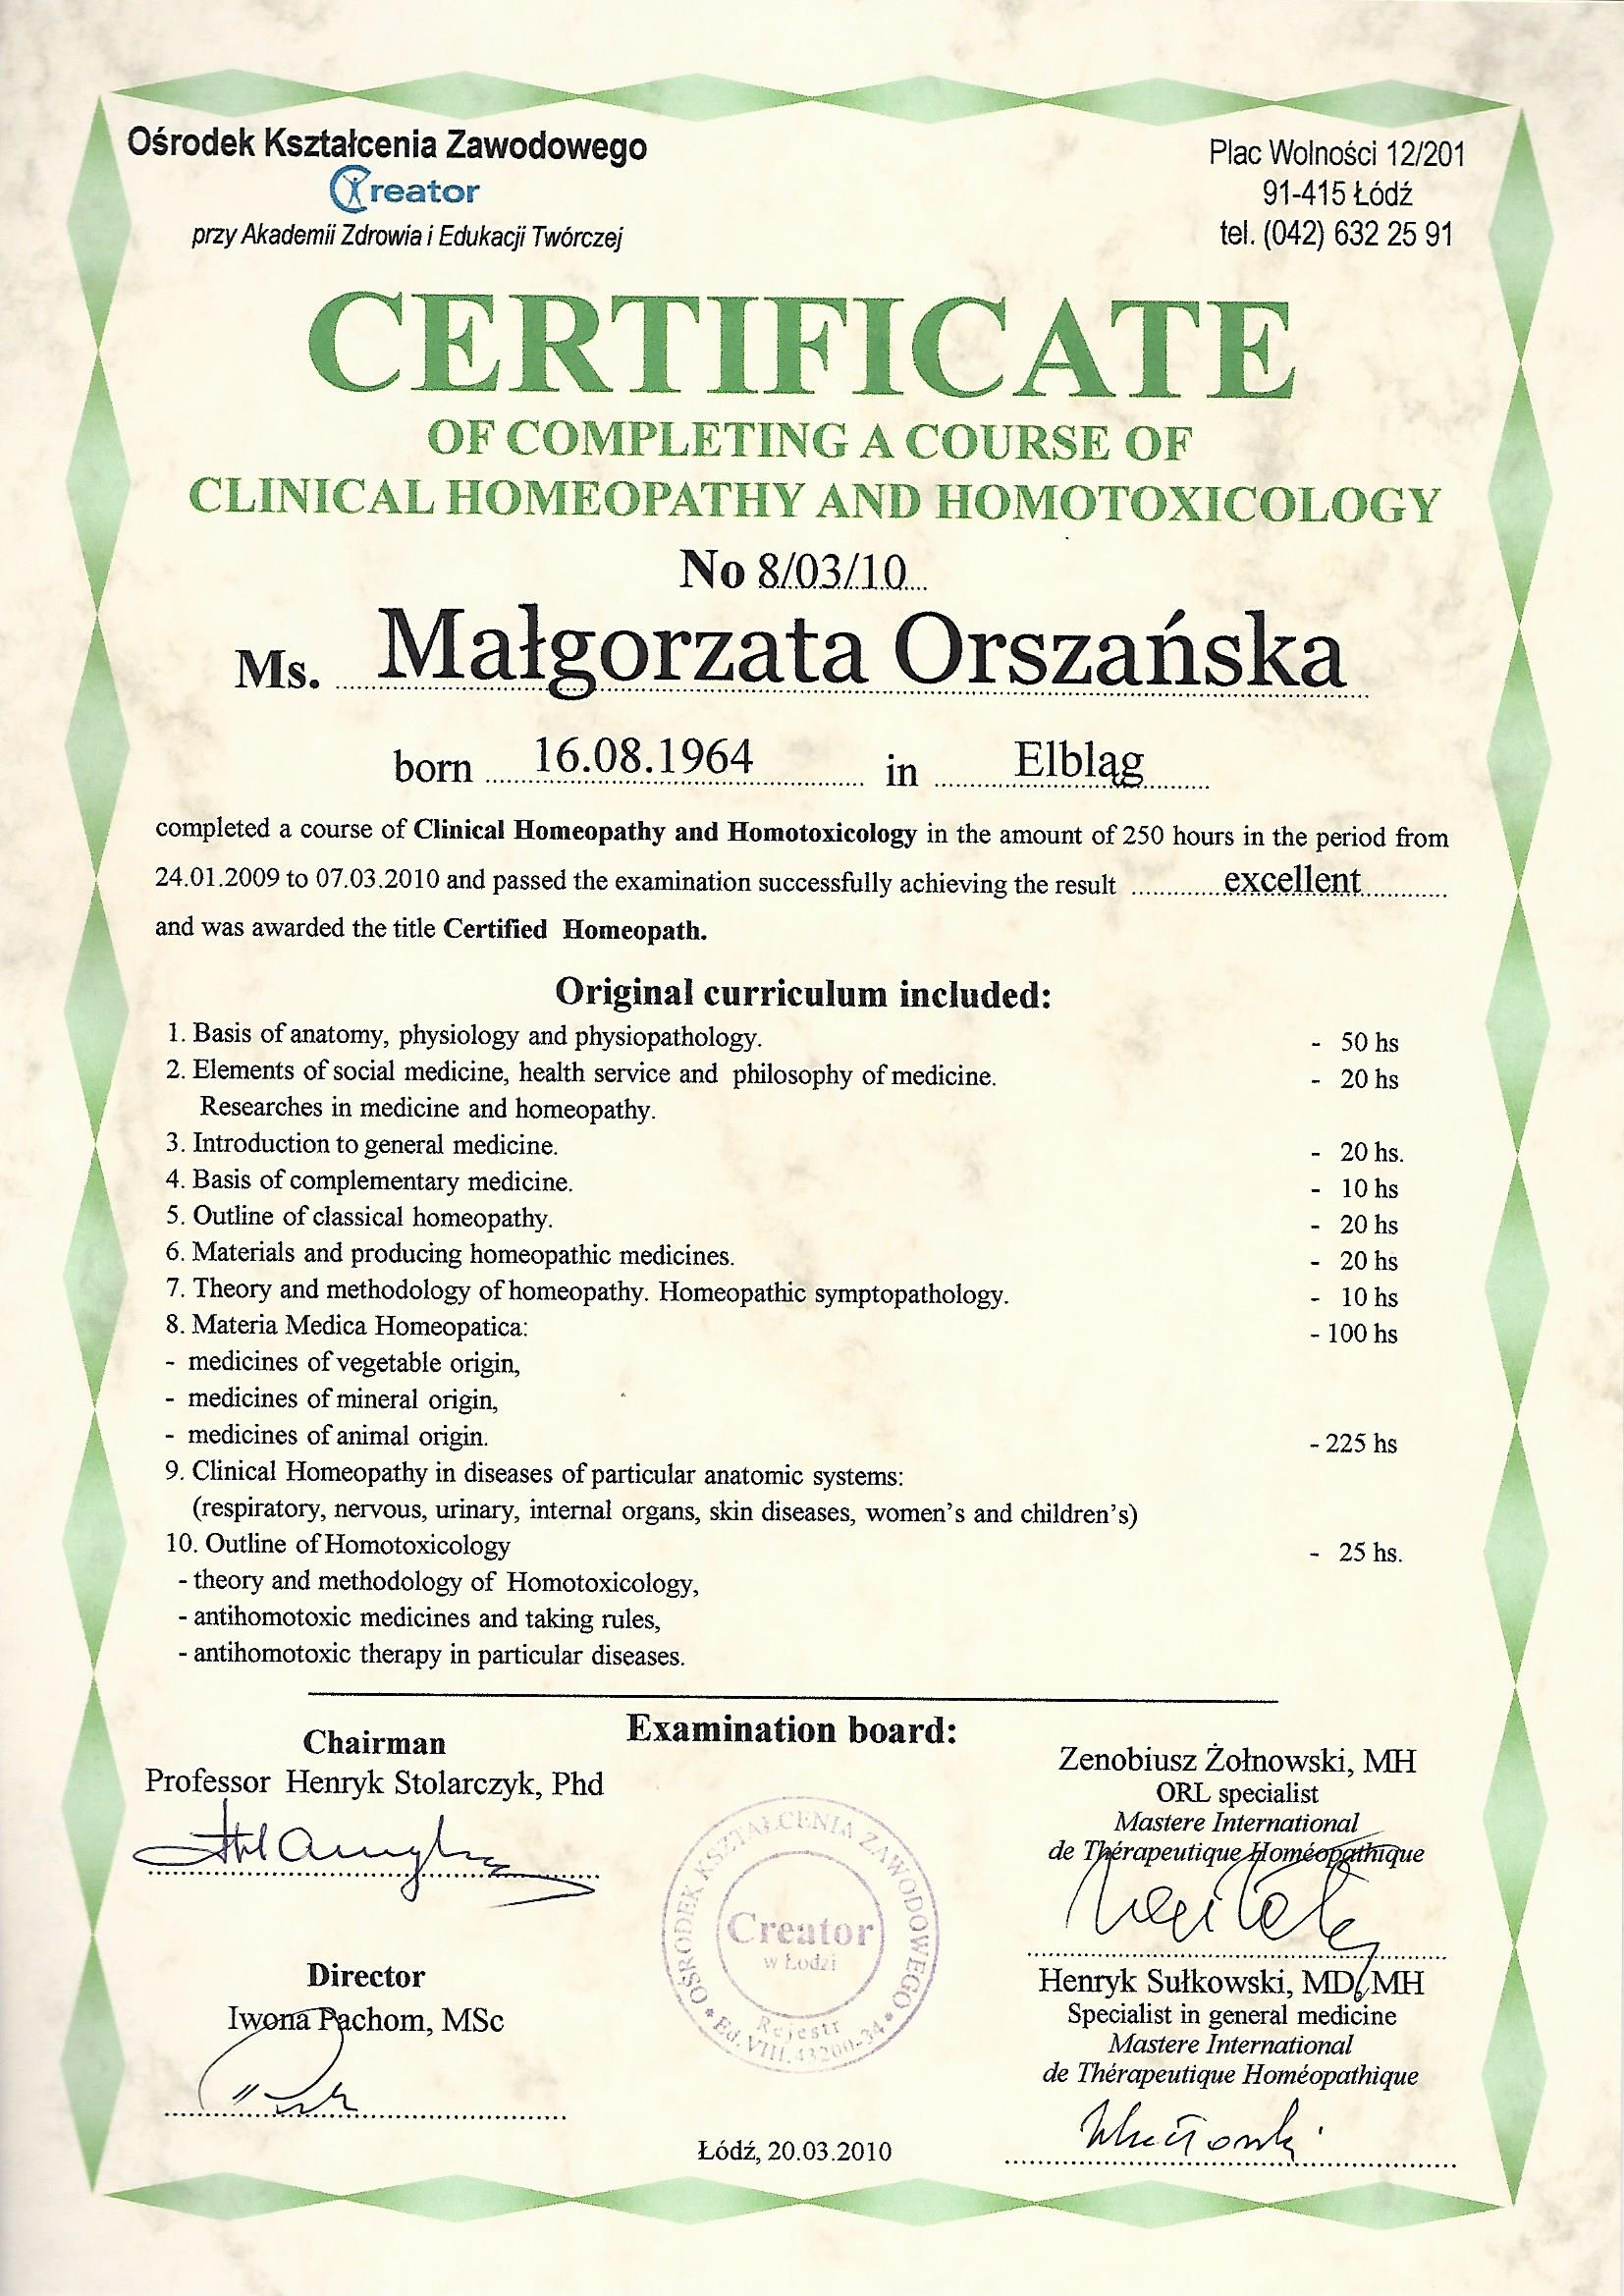 Ośrodek Kształcenia Zawodowego
Creator
przy Akademii Zdrowia i Edukacji Twórczej
Plac Wolności 12/201
91-415 Łódź
tel. (042) 632 25 91
CERTIFICATE
OF COMPLETING A COURSE OF
CLINICAL HOMEOPATHY AND HOMOTOXICOLOGY
No 8/03/10
Ms. Małgorzata Orszańska
born 16.08.1964 in Elbląg
completed a course of Clinical Homeopathy and Homotoxicology in the amount of 250 hours in the period from
24.01.2009 to 07.03.2010 and passed the examination successfully achieving the result excellent
and was awarded the title Certified Homeopath.
Original curriculum included:
1. Basis of anatomy, physiology and physiopathology. - 50 hs
2. Elements of social medicine, health service and philosophy of medicine. - 20 hs
Researches in medicine and homeopathy.
3. Introduction to general medicine. - 20 hs.
4. Basis of complementary medicine. - 10 hs
5. Outline of classical homeopathy. - 20 hs
6. Materials and producing homeopathic medicines. - 20 hs
7. Theory and methodology of homeopathy. Homeopathic symptopathology. - 10 hs
8. Materia Medica Homeopatica: - 100 hs
- medicines of vegetable origin,
- medicines of mineral origin,
- medicines of animal origin. - 225 hs
9. Clinical Homeopathy in diseases of particular anatomic systems:
(respiratory, nervous, urinary, internal organs, skin diseases, women's and children's)
10. Outline of Homotoxicology - 25 hs.
- theory and methodology of Homotoxicology,
- antihomotoxic medicines and taking rules,
- antihomotoxic therapy in particular diseases.
Examination board:
Chairman
Professor Henryk Stolarczyk, Phd
Zenobiusz Żołnowski, MH
ORL specialist
Mastere International
de Thérapeutique Homéopathique
Director
Iwona Pachom, MSc
Henryk Sułkowski, MD, MH
Specialist in general medicine
Mastere International
de Thérapeutique Homéopathique
OŚRODEK KSZTAŁCENIA ZAWODOWEGO
Creator
w Łodzi
Rejestr
Ed. VIII. 43200-34
Łódź, 20.03.2010